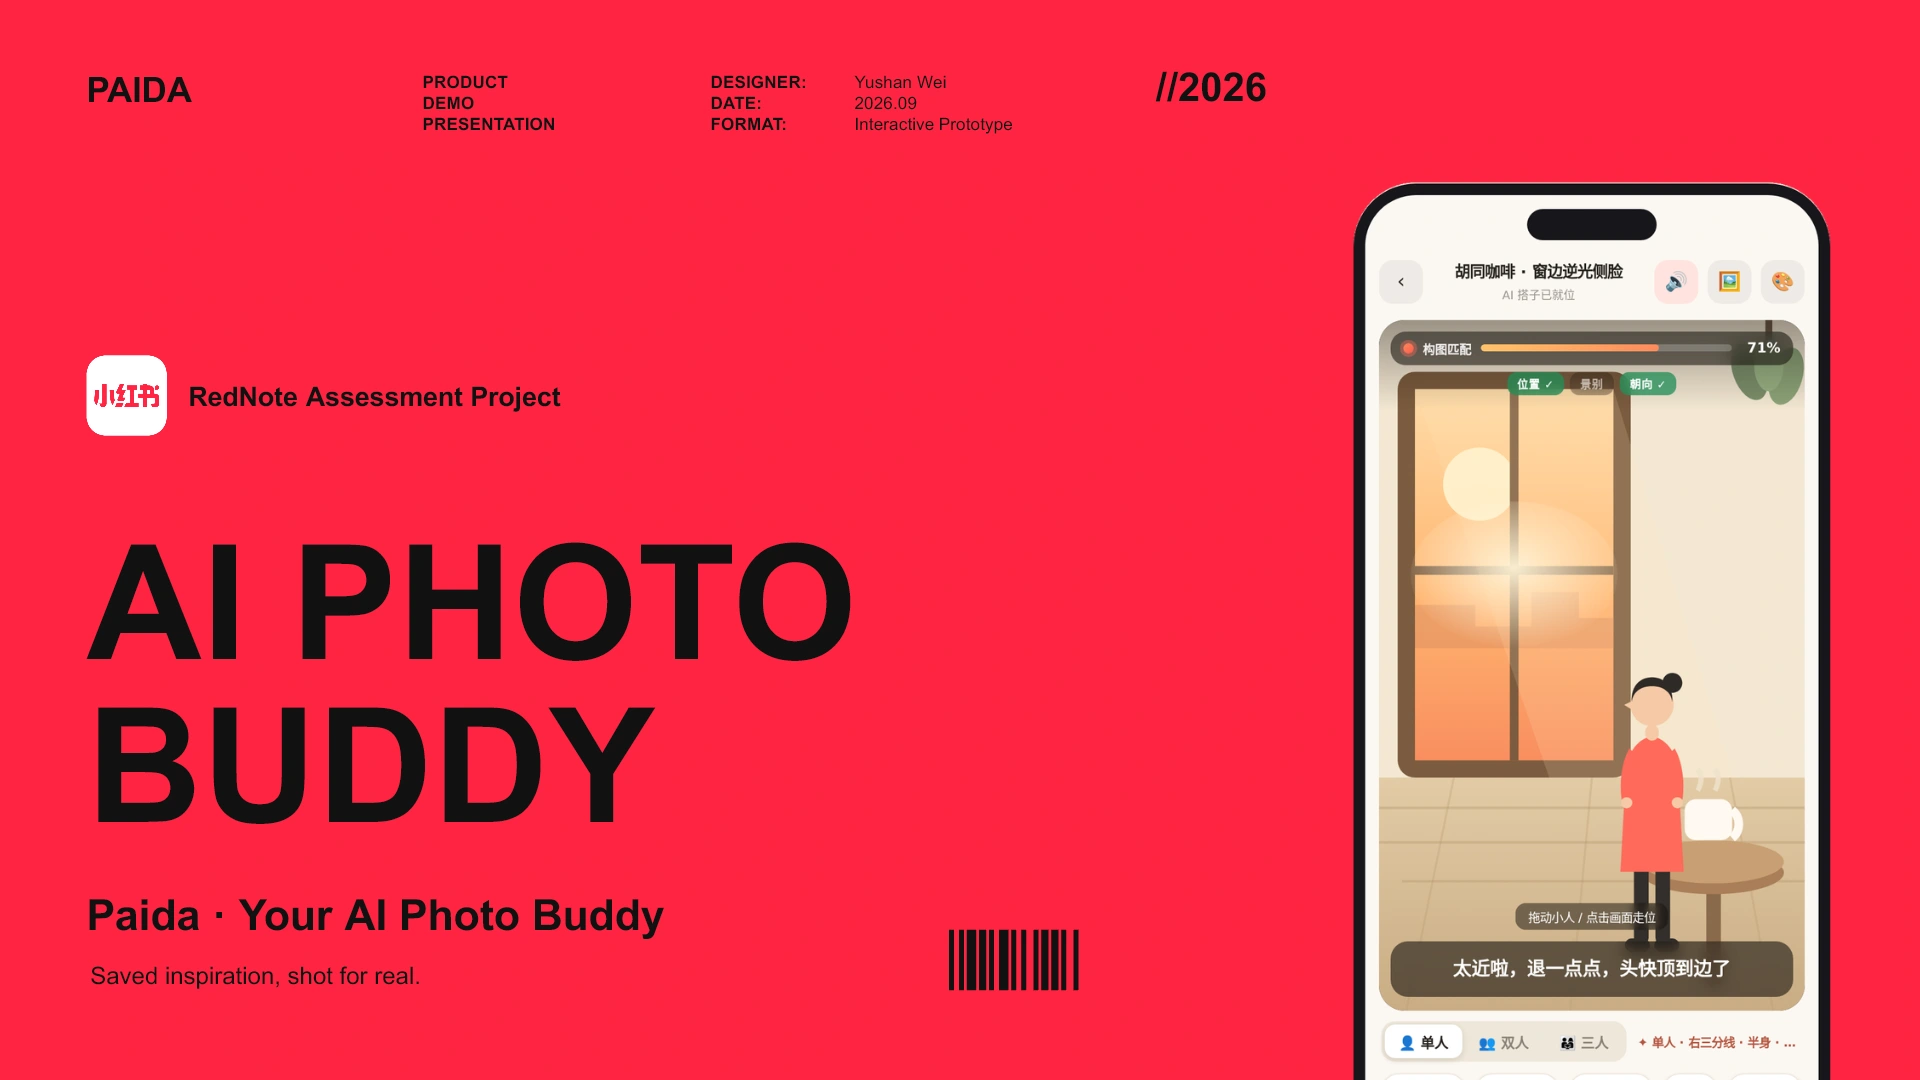 PAIDA
PRODUCT
DEMO
PRESENTATION
DESIGNER: Yushan Wei
DATE: 2026.09
FORMAT: Interactive Prototype
//2026
小红书
RedNote Assessment Project
AI PHOTO
BUDDY
Paida · Your AI Photo Buddy
Saved inspiration, shot for real.
胡同咖啡 · 窗边逆光侧脸
AI 搭子已就位
构图匹配 71%
位置 ✓ 景别 朝向 ✓
拖动小人 / 点击画面走位
太近啦，退一点点，头快顶到边了
单人 双人 三人 ✦ 单人 · 右三分线 · 半身 · ...